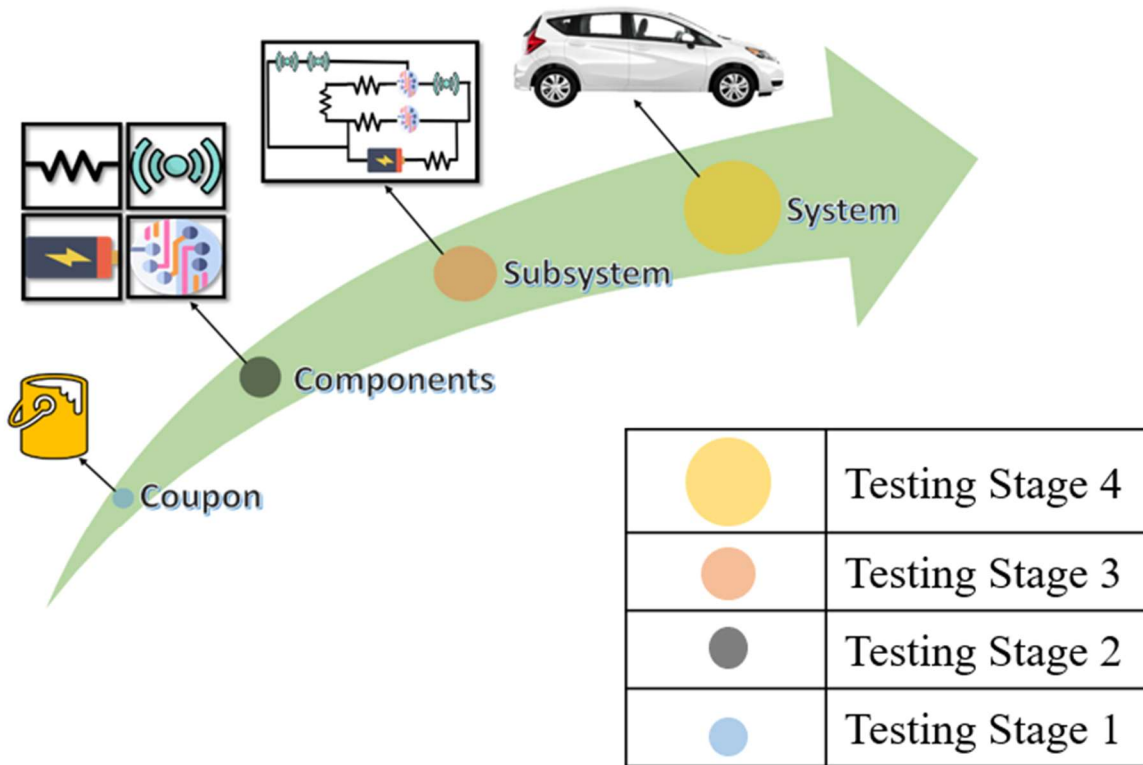 System
Subsystem
Components
Coupon
Testing Stage 4
Testing Stage 3
Testing Stage 2
Testing Stage 1